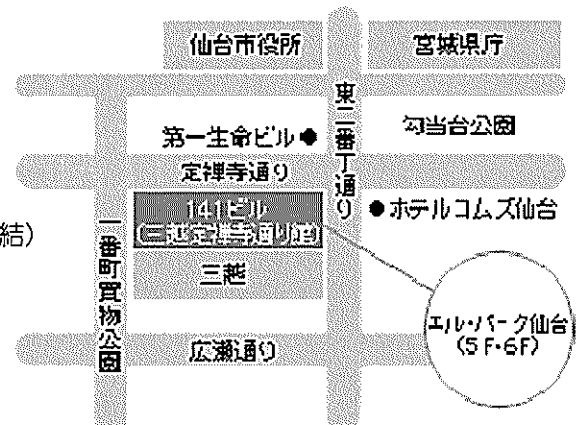 仙台市役所
宮城県庁
東二番丁通り
勾当台公園
第一生命ビル●
定禅寺通り
141ビル
(三越定禅寺通り館)
●ホテルコムズ仙台
結)
一番町買物公園
三越
エル・パーク仙台
(5F・6F)
広瀬通り